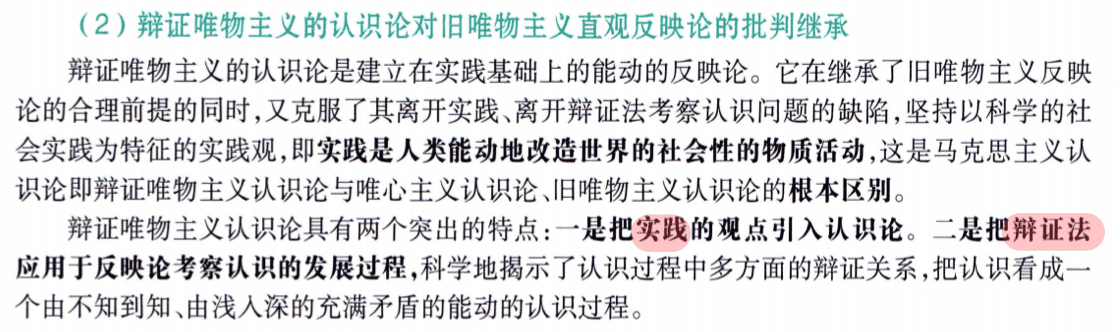 （2）辩证唯物主义的认识论对旧唯物主义直观反映论的批判继承
辩证唯物主义的认识论是建立在实践基础上的能动的反映论。它在继承了旧唯物主义反映
论的合理前提的同时,又克服了其离开实践、离开辩证法考察认识问题的缺陷,坚持以科学的社
会实践为特征的实践观,即实践是人类能动地改造世界的社会性的物质活动,这是马克思主义认
识论即辩证唯物主义认识论与唯心主义认识论、旧唯物主义认识论的根本区别。
辩证唯物主义认识论具有两个突出的特点:一是把实践的观点引入认识论。二是把辩证法
应用于反映论考察认识的发展过程,科学地揭示了认识过程中多方面的辩证关系,把认识看成一
个由不知到知、由浅入深的充满矛盾的能动的认识过程。